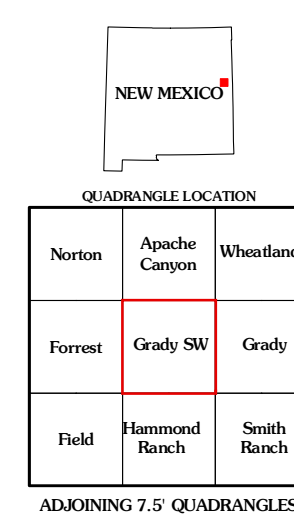 NEW MEXICO
QUADRANGLE LOCATION
Norton
Apache
Canyon
Wheatland
Forrest
Grady SW
Grady
Field
Hammond
Ranch
Smith
Ranch
ADJOINING 7.5' QUADRANGLES